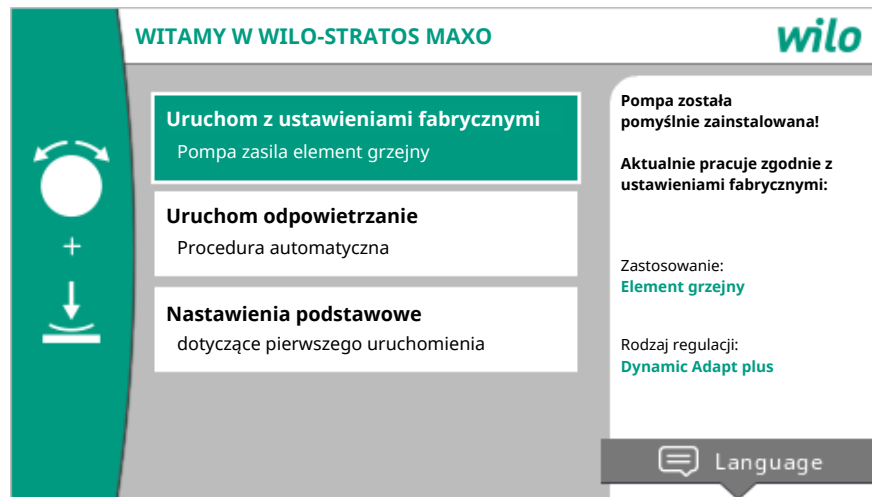 WITAMY W WILO-STRATOS MAXO
wilo
Uruchom z ustawieniami fabrycznymi
Pompa zasila element grzejny
Uruchom odpowietrzanie
Procedura automatyczna
Nastawienia podstawowe
dotyczące pierwszego uruchomienia
+
Pompa została
pomyślnie zainstalowana!
Aktualnie pracuje zgodnie z
ustawieniami fabrycznymi:
Zastosowanie:
Element grzejny
Rodzaj regulacji:
Dynamic Adapt plus
Language